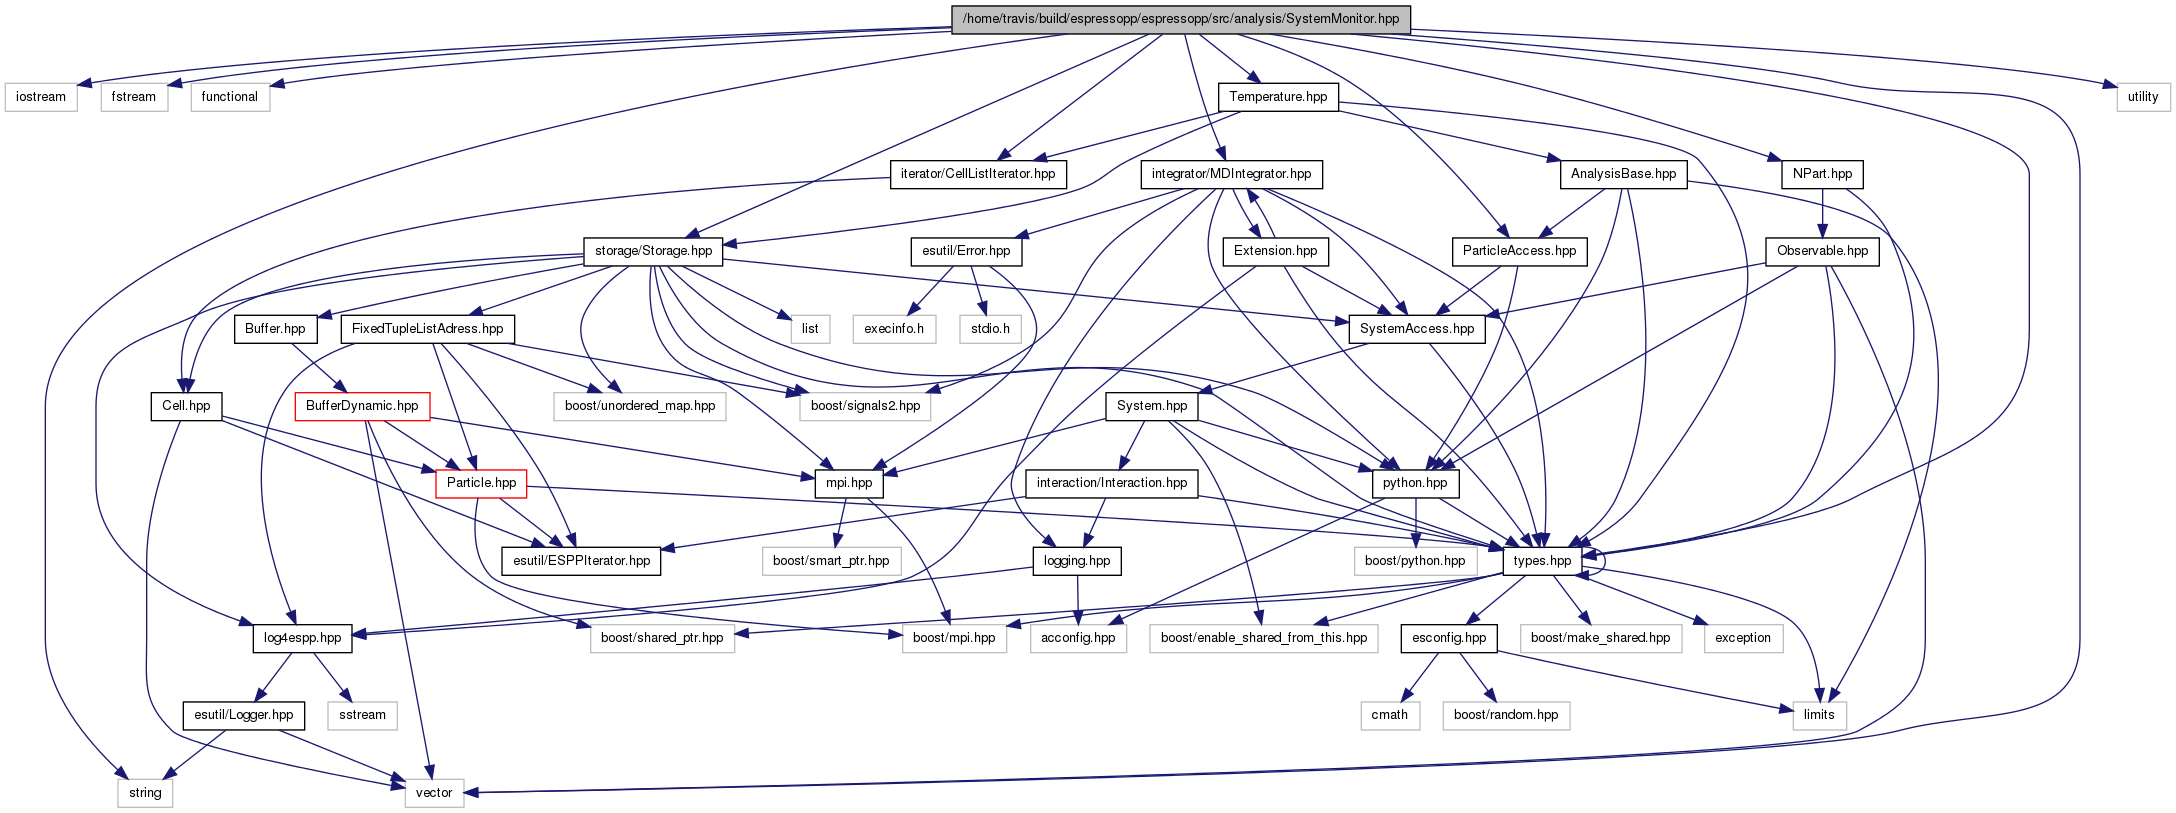 /home/travis/build/espressopp/espressopp/src/analysis/SystemMonitor.hpp
iostream
fstream
functional
Temperature.hpp
utility
iterator/CellListIterator.hpp
integrator/MDIntegrator.hpp
AnalysisBase.hpp
NPart.hpp
storage/Storage.hpp
esutil/Error.hpp
Extension.hpp
ParticleAccess.hpp
Observable.hpp
Buffer.hpp
FixedTupleListAdress.hpp
list
execinfo.h
stdio.h
SystemAccess.hpp
Cell.hpp
BufferDynamic.hpp
boost/unordered_map.hpp
boost/signals2.hpp
System.hpp
Particle.hpp
mpi.hpp
interaction/Interaction.hpp
python.hpp
esutil/ESPPIterator.hpp
boost/smart_ptr.hpp
logging.hpp
boost/python.hpp
types.hpp
log4espp.hpp
boost/shared_ptr.hpp
boost/mpi.hpp
acconfig.hpp
boost/enable_shared_from_this.hpp
esconfig.hpp
boost/make_shared.hpp
exception
esutil/Logger.hpp
sstream
cmath
boost/random.hpp
limits
string
vector